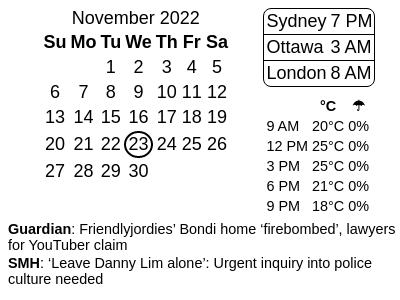 November 2022
Su Mo Tu We Th Fr Sa
1 2 3 4 5
6 7 8 9 10 11 12
13 14 15 16 17 18 19
20 21 22 23 24 25 26
27 28 29 30
Sydney 7 PM
Ottawa 3 AM
London 8 AM
°C ☂
9 AM 20°C 0%
12 PM 25°C 0%
3 PM 25°C 0%
6 PM 21°C 0%
9 PM 18°C 0%
Guardian: Friendlyjordies’ Bondi home ‘firebombed’, lawyers
for YouTuber claim
SMH: ‘Leave Danny Lim alone’: Urgent inquiry into police
culture needed